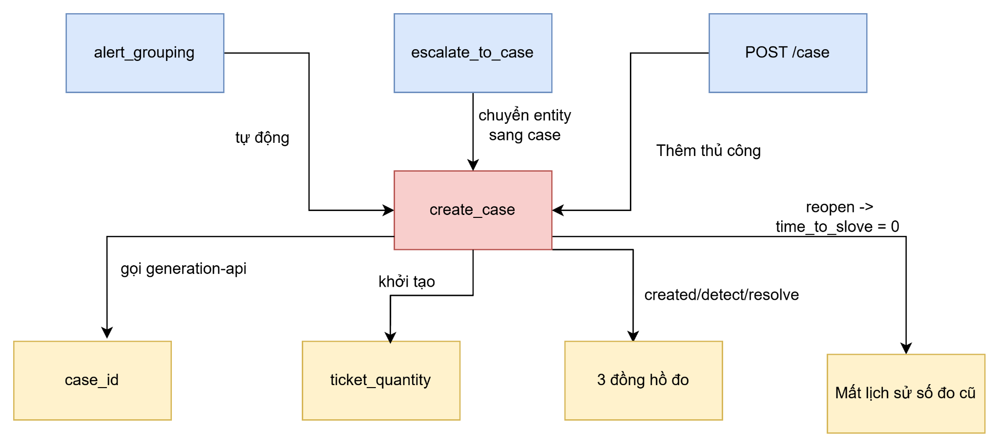 alert_grouping
escalate_to_case
POST /case
chuyển entity
sang case
tự động
Thêm thủ công
create_case
reopen ->
time_to_slove = 0
gọi generation-api
khởi tạo
created/detect/resolve
case_id
ticket_quantity
3 đồng hồ đo
Mất lịch sử số đo cũ